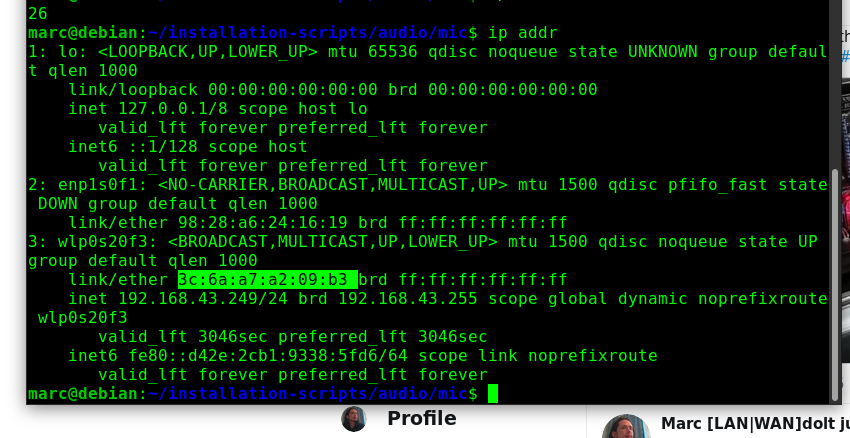 26
marc@debian:~/installation-scripts/audio/mic$ ip addr
1: lo: <LOOPBACK,UP,LOWER_UP> mtu 65536 qdisc noqueue state UNKNOWN group defaul
t qlen 1000
    link/loopback 00:00:00:00:00:00 brd 00:00:00:00:00:00
    inet 127.0.0.1/8 scope host lo
       valid_lft forever preferred_lft forever
    inet6 ::1/128 scope host
       valid_lft forever preferred_lft forever
2: enp1s0f1: <NO-CARRIER,BROADCAST,MULTICAST,UP> mtu 1500 qdisc pfifo_fast state
 DOWN group default qlen 1000
    link/ether 98:28:a6:24:16:19 brd ff:ff:ff:ff:ff:ff
3: wlp0s20f3: <BROADCAST,MULTICAST,UP,LOWER_UP> mtu 1500 qdisc noqueue state UP
group default qlen 1000
    link/ether 3c:6a:a7:a2:09:b3 brd ff:ff:ff:ff:ff:ff
    inet 192.168.43.249/24 brd 192.168.43.255 scope global dynamic noprefixroute
 wlp0s20f3
       valid_lft 3046sec preferred_lft 3046sec
    inet6 fe80::d42e:2cb1:9338:5fd6/64 scope link noprefixroute
       valid_lft forever preferred_lft forever
marc@debian:~/installation-scripts/audio/mic$
#
Profile
Marc [LAN|WAN]dolt